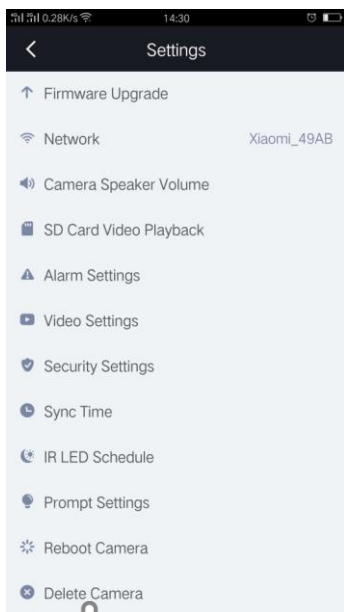 0.28K/s 14:30
Settings
Firmware Upgrade
Network Xiaomi_49AB
Camera Speaker Volume
SD Card Video Playback
Alarm Settings
Video Settings
Security Settings
Sync Time
IR LED Schedule
Prompt Settings
Reboot Camera
Delete Camera